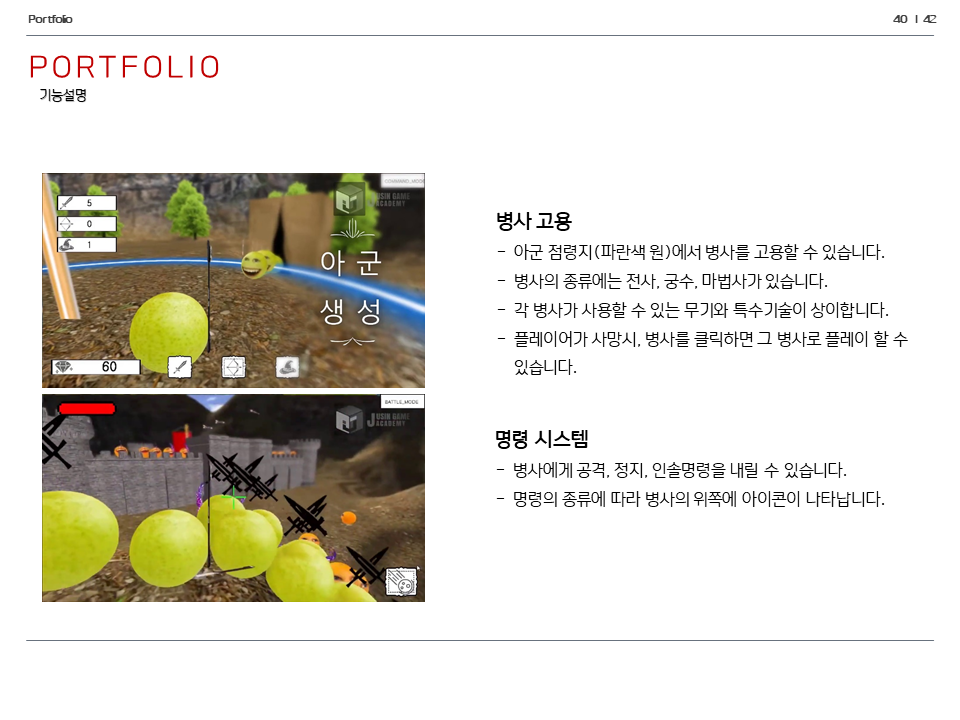 Portfolio
40 | 42
PORTFOLIO
기능설명
5
0
1
JUSIN GAME
ACADEMY
아 군
생 성
60
BATTLE_MODE
JUSIN GAME
ACADEMY
병사 고용
- 아군 점령지(파란색 원)에서 병사를 고용할 수 있습니다.
- 병사의 종류에는 전사, 궁수, 마법사가 있습니다.
- 각 병사가 사용할 수 있는 무기와 특수기술이 상이합니다.
- 플레이어가 사망시, 병사를 클릭하면 그 병사로 플레이 할 수
있습니다.
명령 시스템
- 병사에게 공격, 정지, 인솔명령을 내릴 수 있습니다.
- 명령의 종류에 따라 병사의 위쪽에 아이콘이 나타납니다.